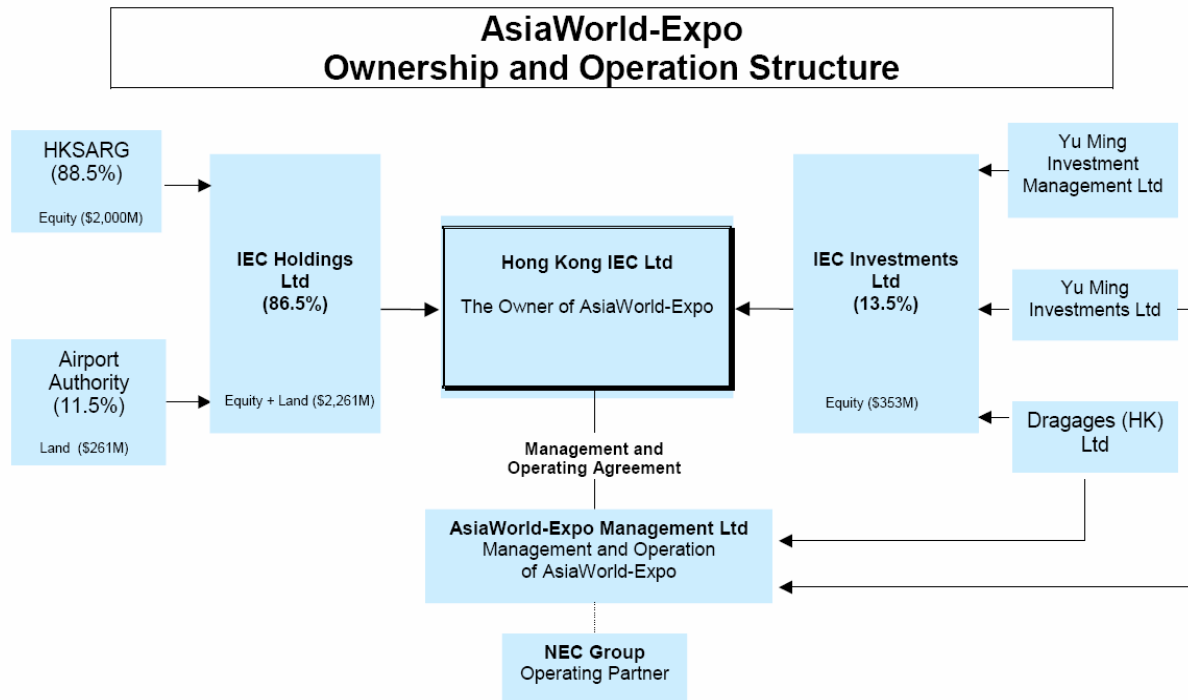 AsiaWorld-Expo
Ownership and Operation Structure
HKSARG
(88.5%)
Equity ($2,000M)
Airport
Authority
(11.5%)
Land ($261M)
IEC Holdings
Ltd
(86.5%)
Equity + Land ($2,261M)
Hong Kong IEC Ltd
The Owner of AsiaWorld-Expo
IEC Investments
Ltd
(13.5%)
Equity ($353M)
Yu Ming
Investment
Management Ltd
Yu Ming
Investments Ltd
Dragages (HK)
Ltd
Management and
Operating Agreement
AsiaWorld-Expo Management Ltd
Management and Operation
of AsiaWorld-Expo
NEC Group
Operating Partner